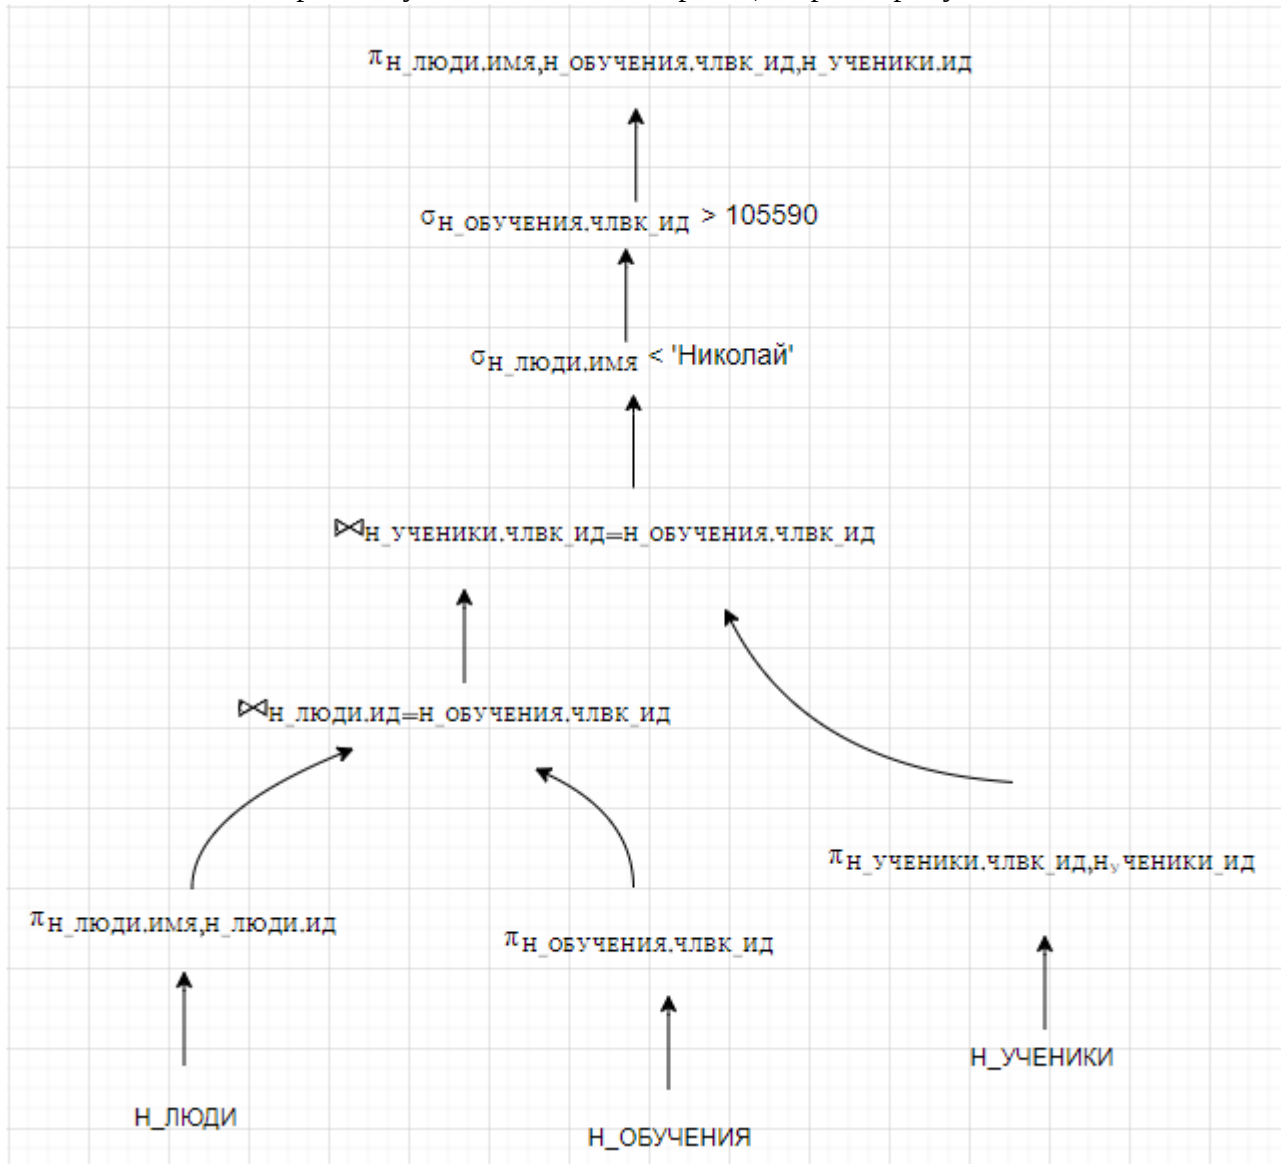 πН_ЛЮДИ.ИМЯ,Н_ОБУЧЕНИЯ.ЧЛВК_ИД,Н_УЧЕНИКИ.ИД
σН_ОБУЧЕНИЯ.ЧЛВК_ИД > 105590
σН_ЛЮДИ.ИМЯ < 'Николай'
⋈Н_УЧЕНИКИ.ЧЛВК_ИД=Н_ОБУЧЕНИЯ.ЧЛВК_ИД
⋈Н_ЛЮДИ.ИД=Н_ОБУЧЕНИЯ.ЧЛВК_ИД
πН_УЧЕНИКИ.ЧЛВК_ИД,НУЧЕНИКИ_ИД
πН_ЛЮДИ.ИМЯ,Н_ЛЮДИ.ИД
πН_ОБУЧЕНИЯ.ЧЛВК_ИД
Н_УЧЕНИКИ
Н_ЛЮДИ
Н_ОБУЧЕНИЯ